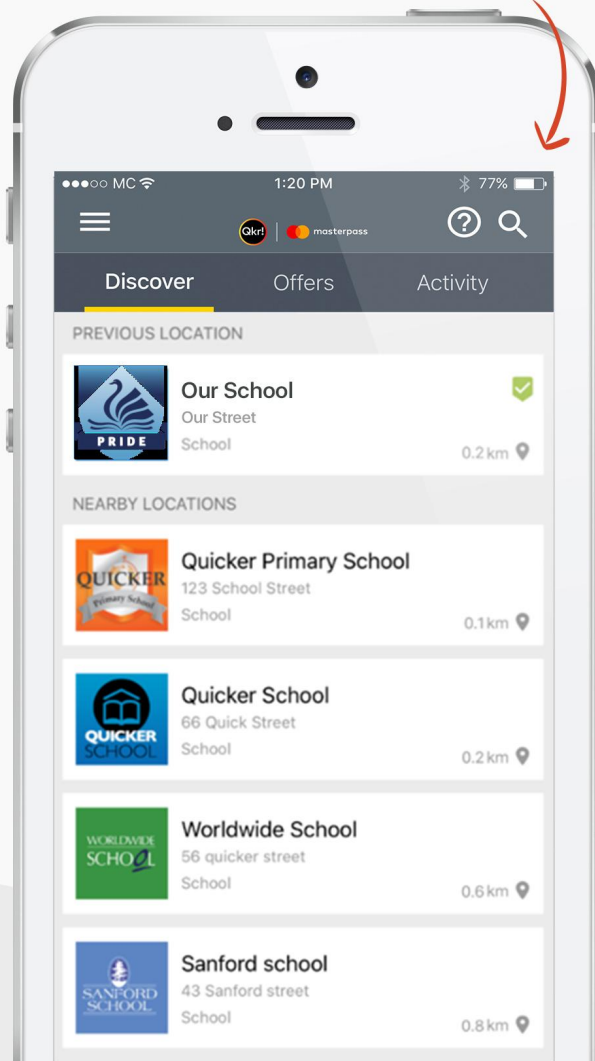 ●●●○○ MC 1:20 PM 77%
Qkr! | masterpass
Discover Offers Activity
PREVIOUS LOCATION
PRIDE
Our School
Our Street
School
0.2 km
NEARBY LOCATIONS
QUICKER
Primary School
Quicker Primary School
123 School Street
School
0.1 km
QUICKER
SCHOOL
Quicker School
66 Quick Street
School
0.2 km
WORLDWIDE
SCHOOL
Worldwide School
56 quicker street
School
0.6 km
SANFORD
SCHOOL
Sanford school
43 Sanford street
School
0.8 km